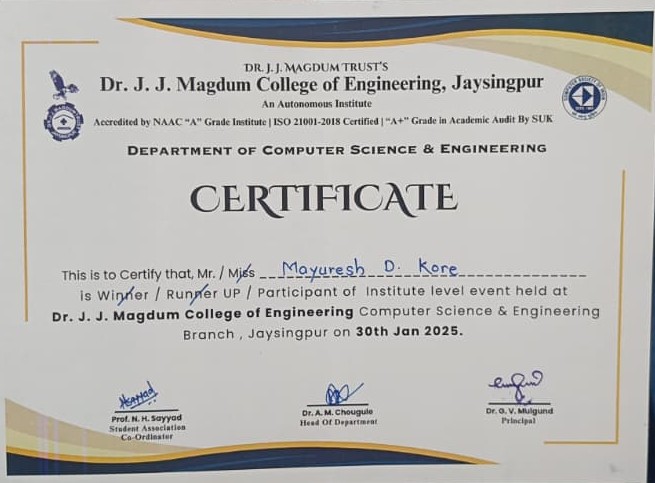 DR. J. J. MAGDUM TRUST'S
Dr. J. J. Magdum College of Engineering, Jaysingpur
An Autonomous Institute
Accredited by NAAC "A" Grade Institute | ISO 21001-2018 Certified | "A+" Grade in Academic Audit By SUK
DEPARTMENT OF COMPUTER SCIENCE & ENGINEERING
CERTIFICATE
This is to Certify that, Mr. / Miss Mayuresh D. Kore
is Winner / Runner UP / Participant of Institute level event held at
Dr. J. J. Magdum College of Engineering Computer Science & Engineering
Branch , Jaysingpur on 30th Jan 2025.
Prof. N. H. Sayyad
Student Association
Co-Ordinator
Dr. A. M. Chougule
Head Of Department
Dr. G. V. Mulgund
Principal